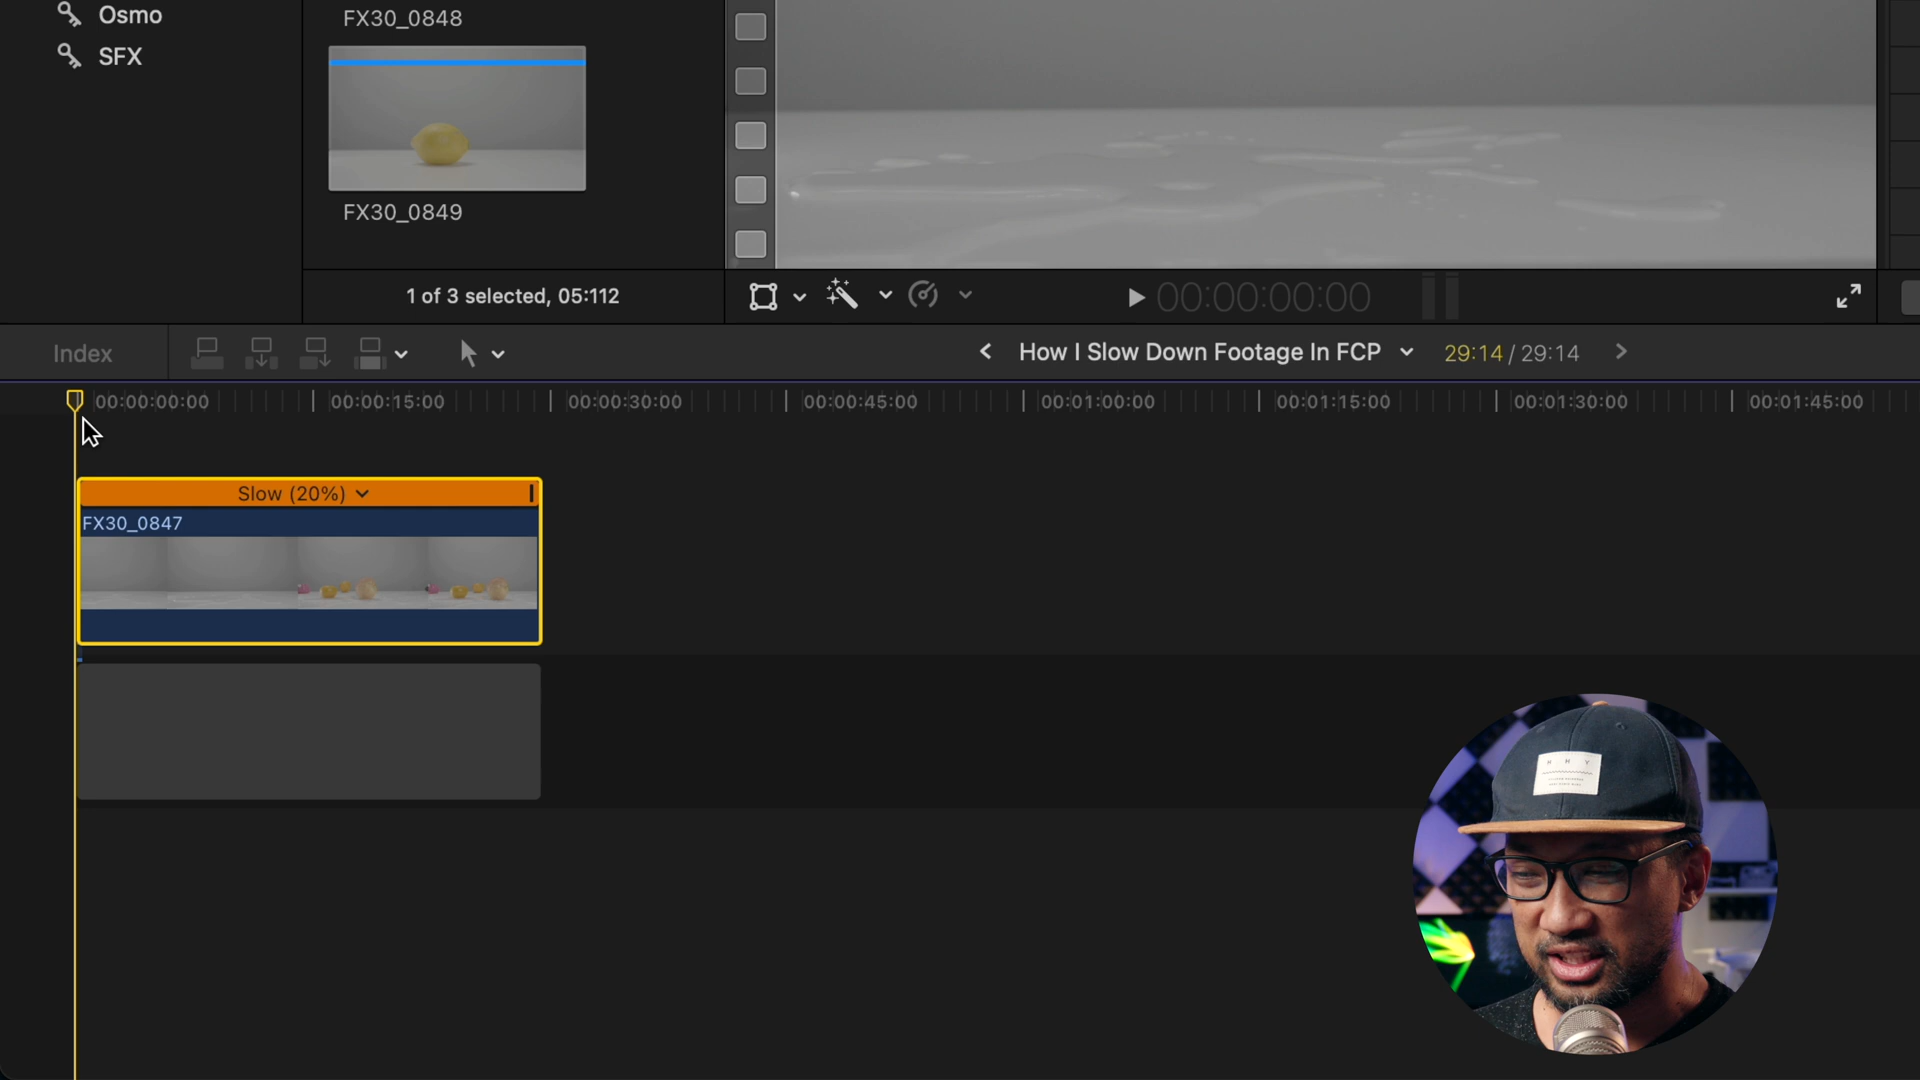 Osmo
SFX
FX30_0848
FX30_0849
1 of 3 selected, 05:112
00:00:00:00
Index
How I Slow Down Footage In FCP
29:14 / 29:14
00:00:00:00
00:00:15:00
00:00:30:00
00:00:45:00
00:01:00:00
00:01:15:00
00:01:30:00
00:01:45:00
Slow (20%)
FX30_0847
H H Y